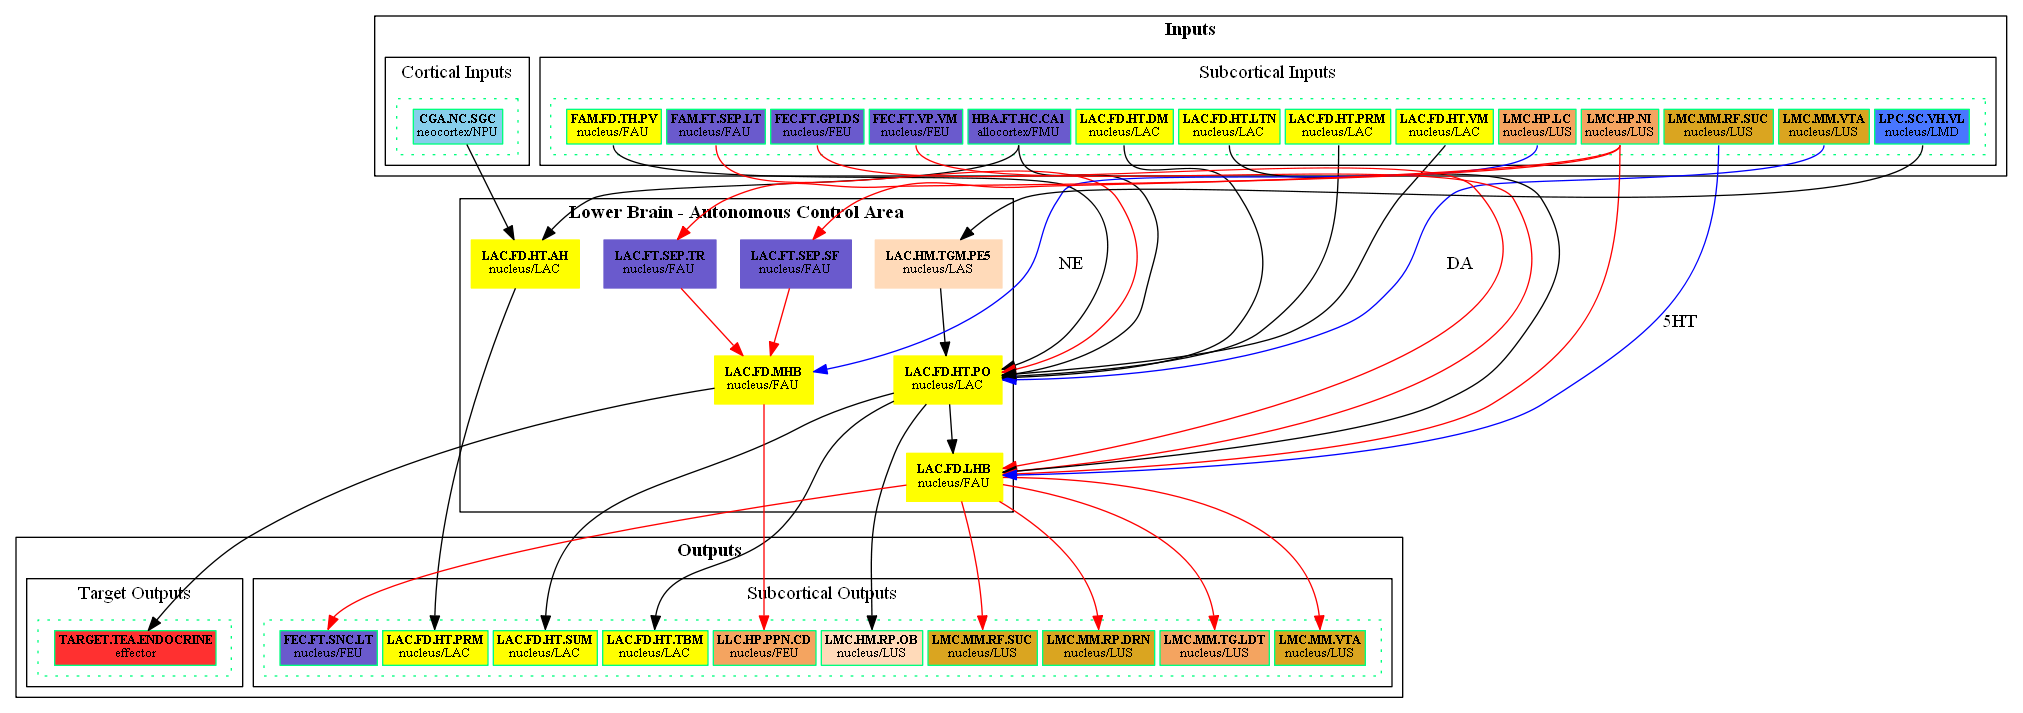 Inputs
Cortical Inputs
Subcortical Inputs
CGA.NC.SGC
neocortex/NPU
FAM.FD.TH.PV
nucleus/FAU
FAM.FT.SEP.LT
nucleus/FAU
FEC.FT.GPI.DS
nucleus/FEU
FEC.FT.VP.VM
nucleus/FEU
HBA.FT.HC.CA1
allocortex/FMU
LAC.FD.HT.DM
nucleus/LAC
LAC.FD.HT.LTN
nucleus/LAC
LAC.FD.HT.PRM
nucleus/LAC
LAC.FD.HT.VM
nucleus/LAC
LMC.HP.LC
nucleus/LUS
LMC.HP.NI
nucleus/LUS
LMC.MM.RF.SUC
nucleus/LUS
LMC.MM.VTA
nucleus/LUS
LPC.SC.VH.VL
nucleus/LMD
Lower Brain - Autonomous Control Area
LAC.FD.HT.AH
nucleus/LAC
LAC.FT.SEP.TR
nucleus/FAU
LAC.FT.SEP.SF
nucleus/FAU
LAC.HM.TGM.PE5
nucleus/LAS
NE
DA
5HT
LAC.FD.MHB
nucleus/FAU
LAC.FD.HT.PO
nucleus/LAC
LAC.FD.LHB
nucleus/FAU
Outputs
Target Outputs
Subcortical Outputs
TARGET.TEA.ENDOCRINE
effector
FEC.FT.SNC.LT
nucleus/FEU
LAC.FD.HT.PRM
nucleus/LAC
LAC.FD.HT.SUM
nucleus/LAC
LAC.FD.HT.TBM
nucleus/LAC
LLC.HP.PPN.CD
nucleus/FEU
LMC.HM.RP.OB
nucleus/LUS
LMC.MM.RF.SUC
nucleus/LUS
LMC.MM.RP.DRN
nucleus/LUS
LMC.MM.TG.LDT
nucleus/LUS
LMC.MM.VTA
nucleus/LUS